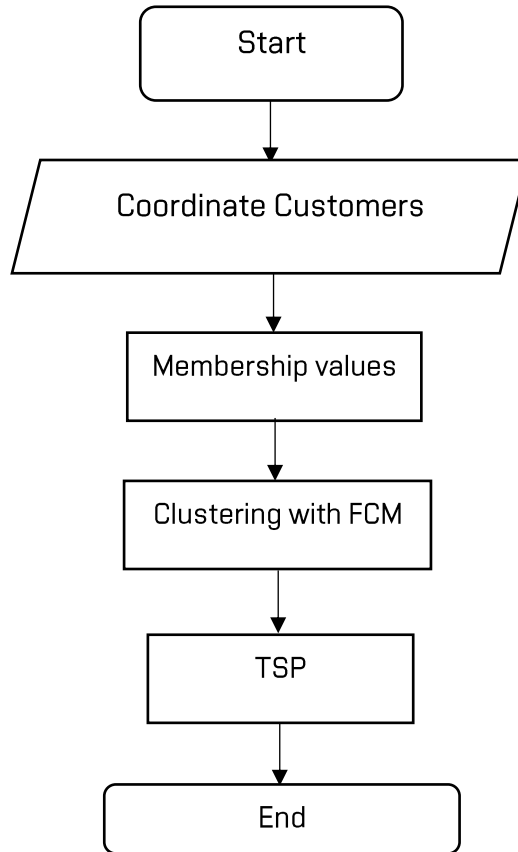 Start
Coordinate Customers
Membership values
Clustering with FCM
TSP
End